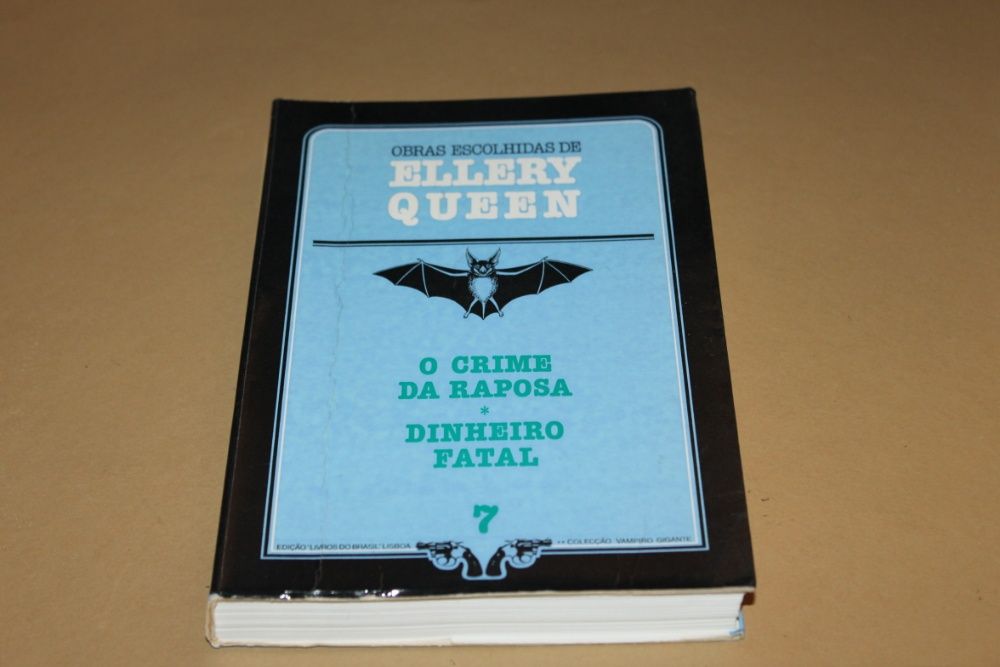 OBRAS ESCOLHIDAS DE
ELLERY
QUEEN
O CRIME
DA RAPOSA
*
DINHEIRO
FATAL
7
EDIÇÃO "LIVROS DO BRASIL" LISBOA
** COLECÇÃO VAMPIRO GIGANTE